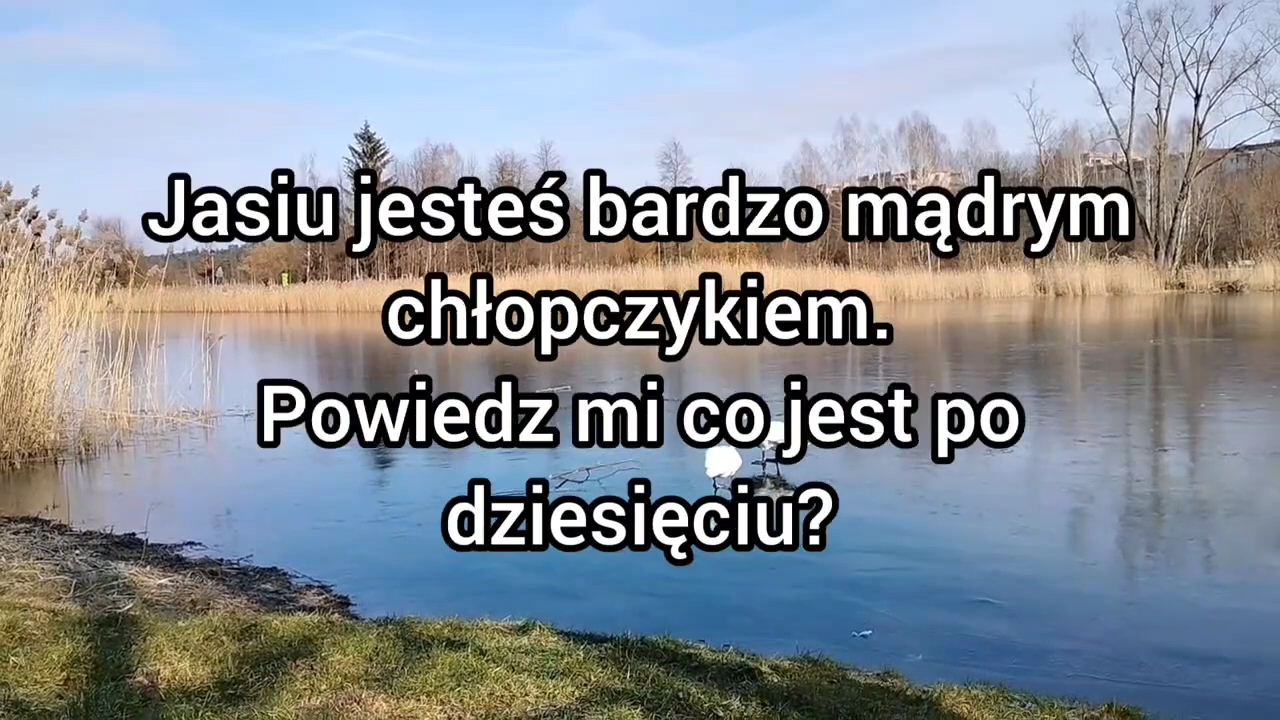 Jasiu jesteś bardzo mądrym
chłopczykiem.
Powiedz mi co jest po
dziesięciu?